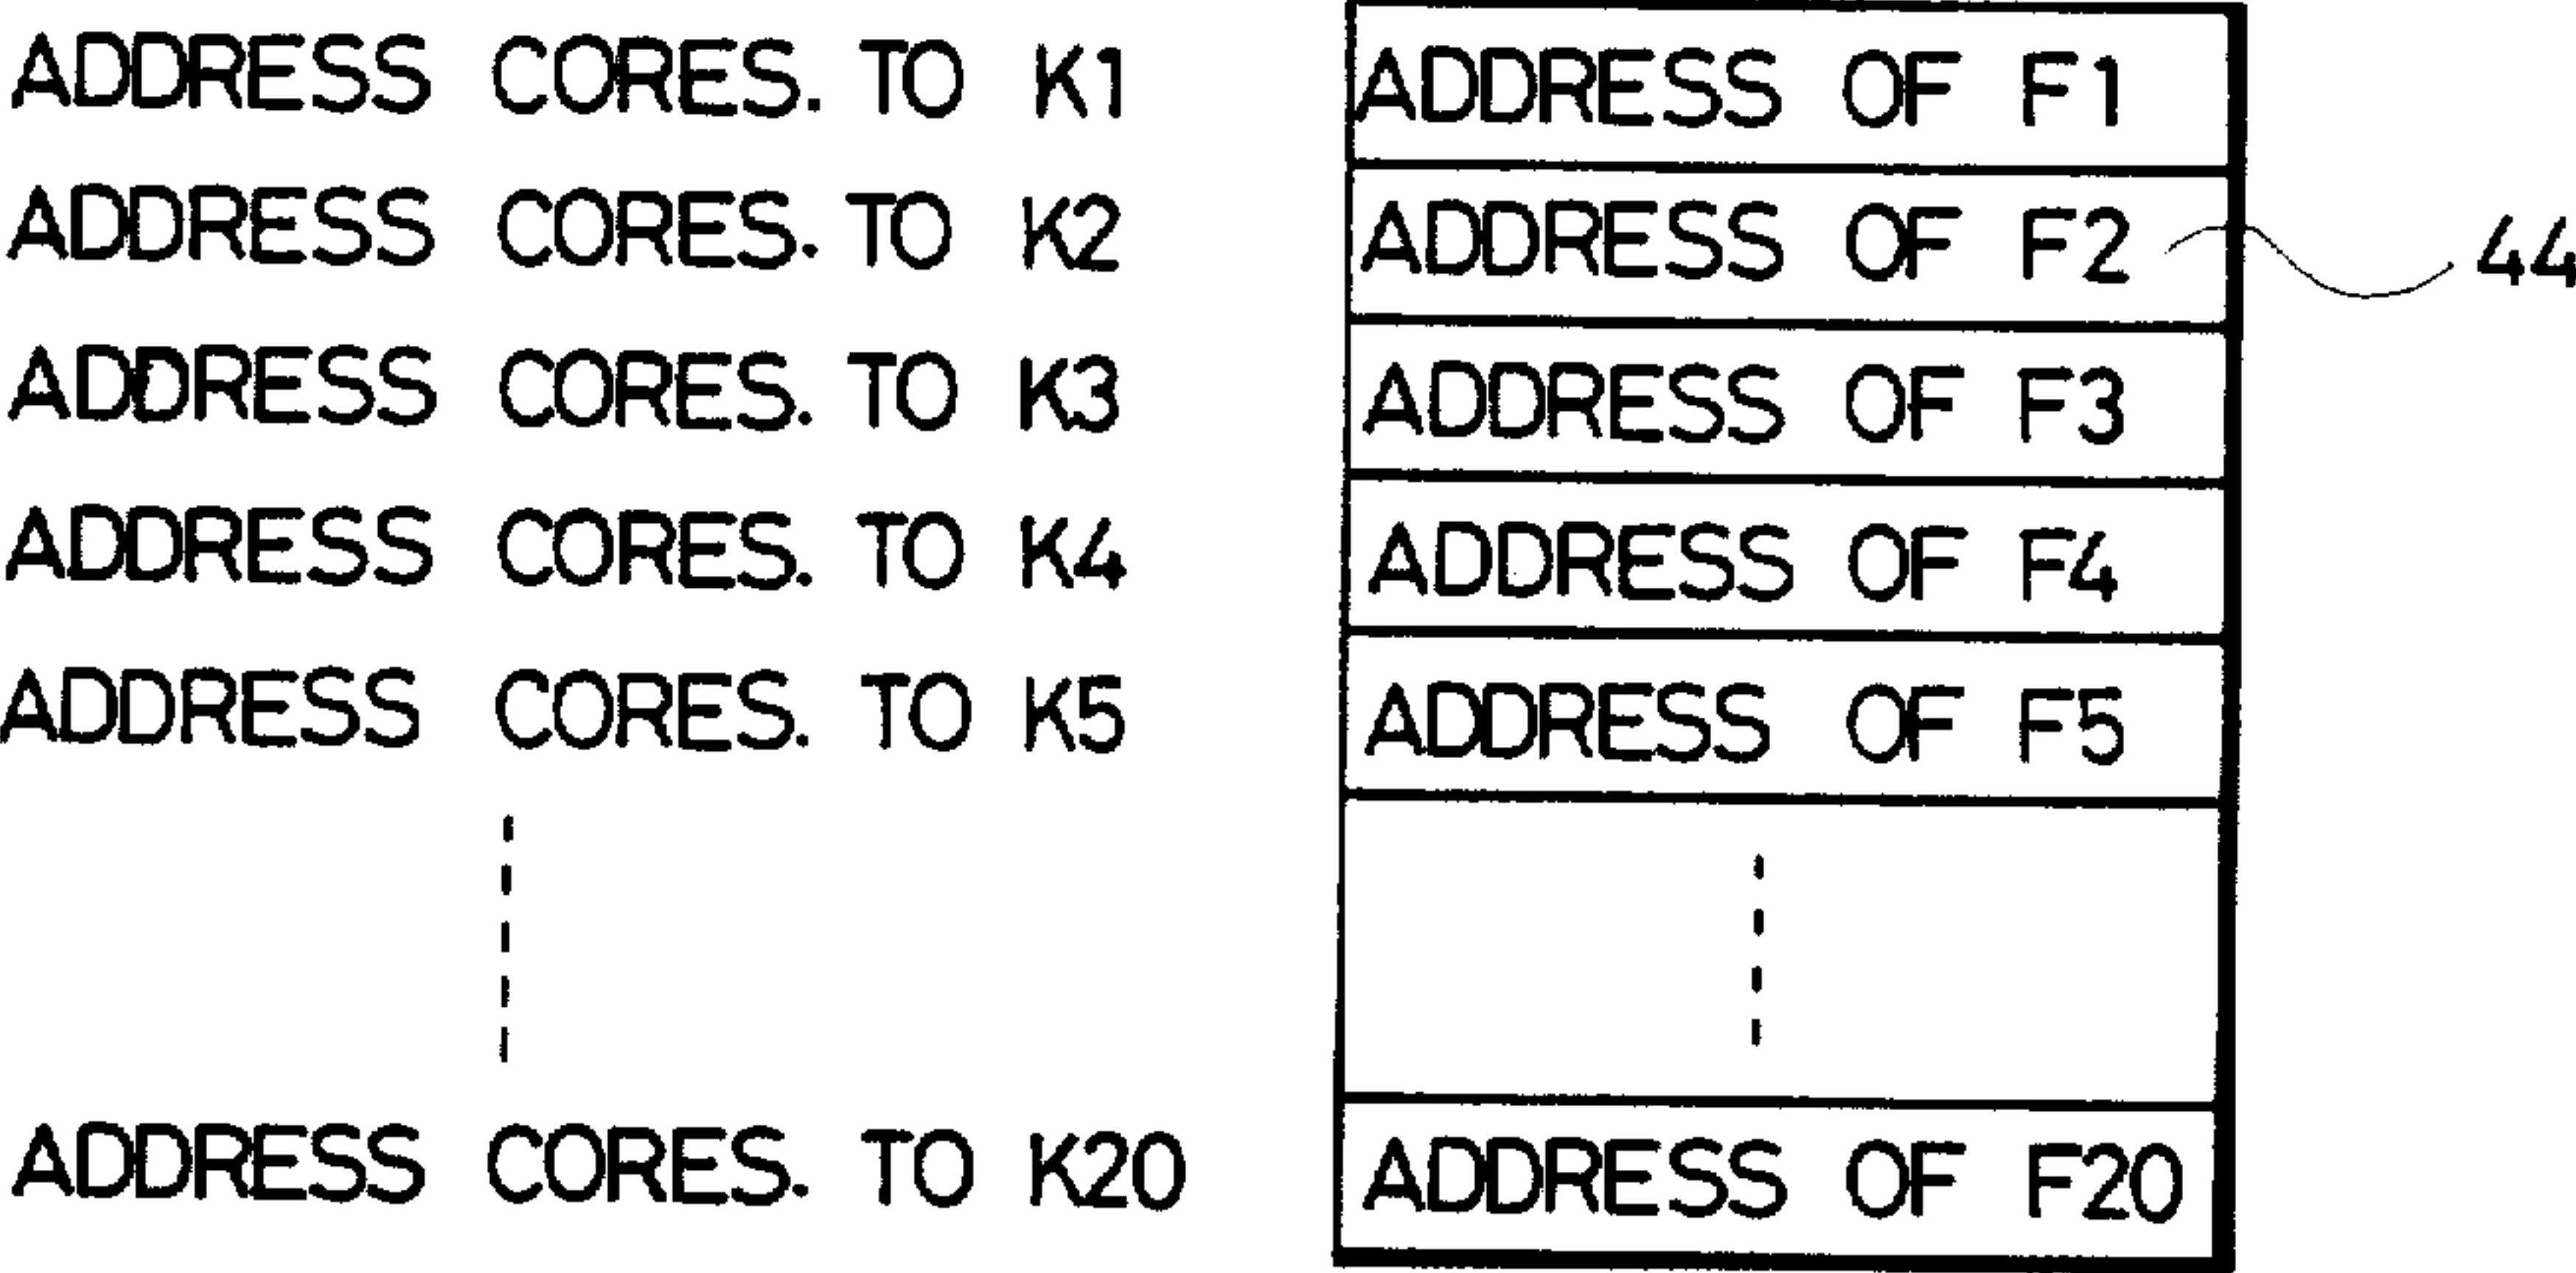 ADDRESS CORES. TO K1 ADDRESS OF F1
ADDRESS CORES. TO K2 ADDRESS OF F2 44
ADDRESS CORES. TO K3 ADDRESS OF F3
ADDRESS CORES. TO K4 ADDRESS OF F4
ADDRESS CORES. TO K5 ADDRESS OF F5
ADDRESS CORES. TO K20 ADDRESS OF F20